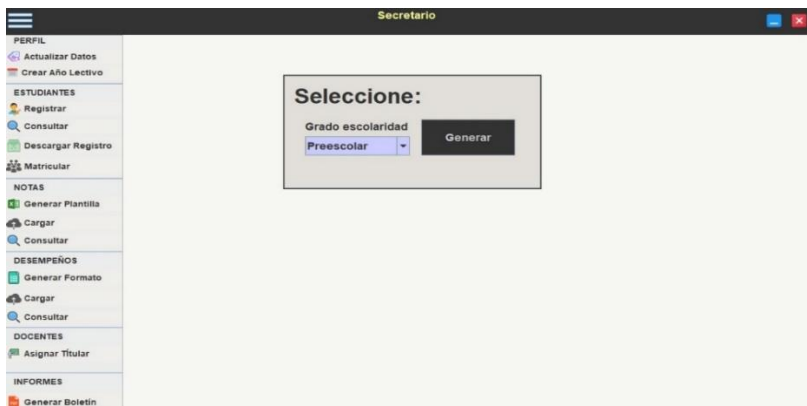 Secretario
PERFIL
Actualizar Datos
Crear Año Lectivo
ESTUDIANTES
Registrar
Consultar
Descargar Registro
Matricular
NOTAS
Generar Plantilla
Cargar
Consultar
DESEMPEÑOS
Generar Formato
Cargar
Consultar
DOCENTES
Asignar Títular
INFORMES
Generar Boletín
Seleccione:
Grado escolaridad
Preescolar
Generar